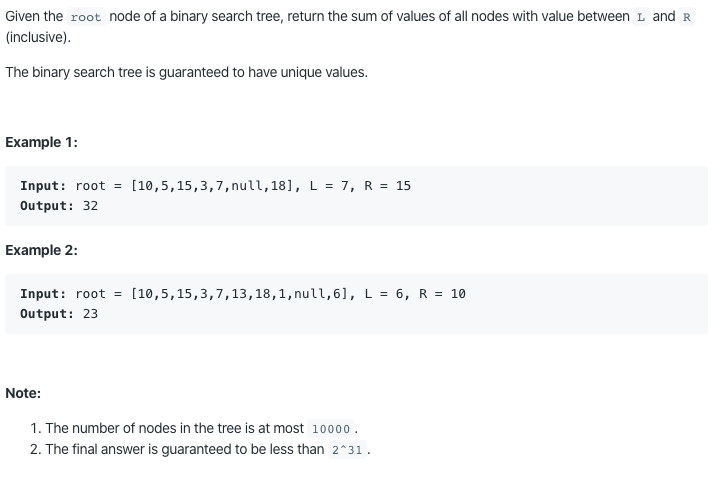 Given the root node of a binary search tree, return the sum of values of all nodes with value between L and R
(inclusive).
The binary search tree is guaranteed to have unique values.
Example 1:
Input: root = [10,5,15,3,7,null,18], L = 7, R = 15
Output: 32
Example 2:
Input: root = [10,5,15,3,7,13,18,1,null,6], L = 6, R = 10
Output: 23
Note:
1. The number of nodes in the tree is at most 10000.
2. The final answer is guaranteed to be less than 2^31.